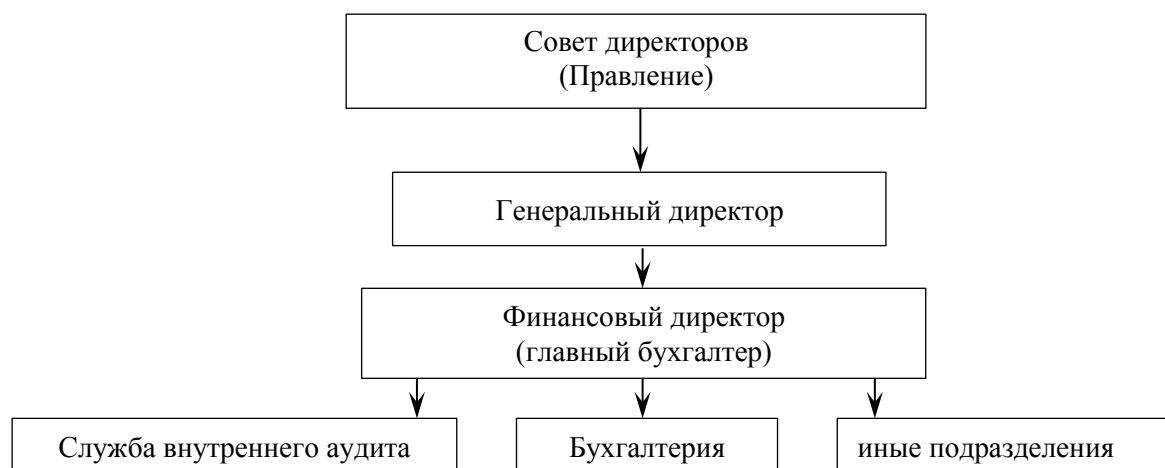 Совет директоров
(Правление)
Генеральный директор
Финансовый директор
(главный бухгалтер)
Служба внутреннего аудита
Бухгалтерия
иные подразделения